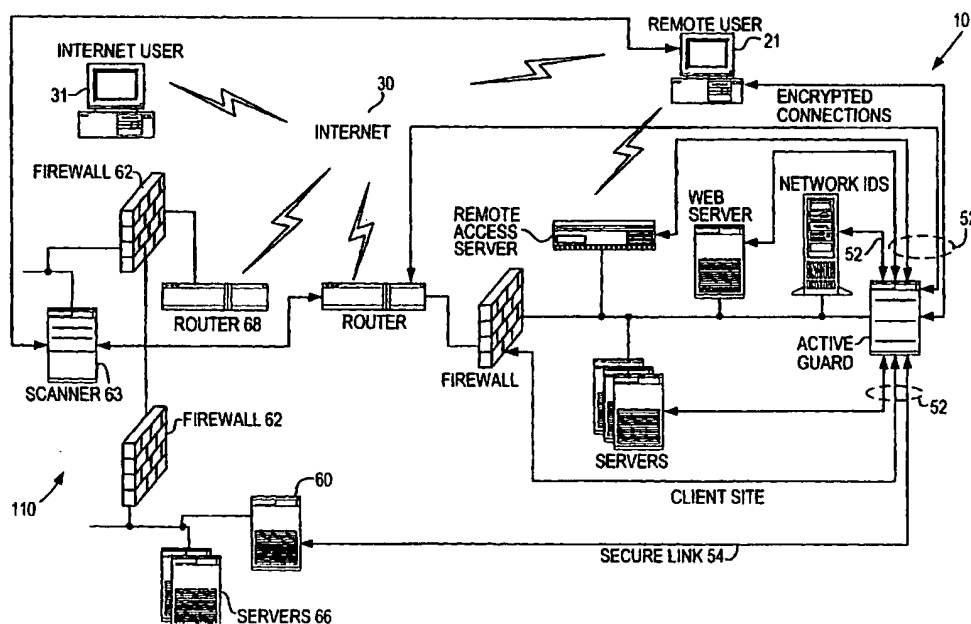 REMOTE USER
21
10
INTERNET USER
31
30
INTERNET
ENCRYPTED
CONNECTIONS
FIREWALL 62
REMOTE
ACCESS
SERVER
WEB
SERVER
NETWORK IDS
52
52
ROUTER 68
ROUTER
FIREWALL
ACTIVE
GUARD
SCANNER 63
FIREWALL 62
SERVERS
52
110
60
CLIENT SITE
SECURE LINK 54
SERVERS 66